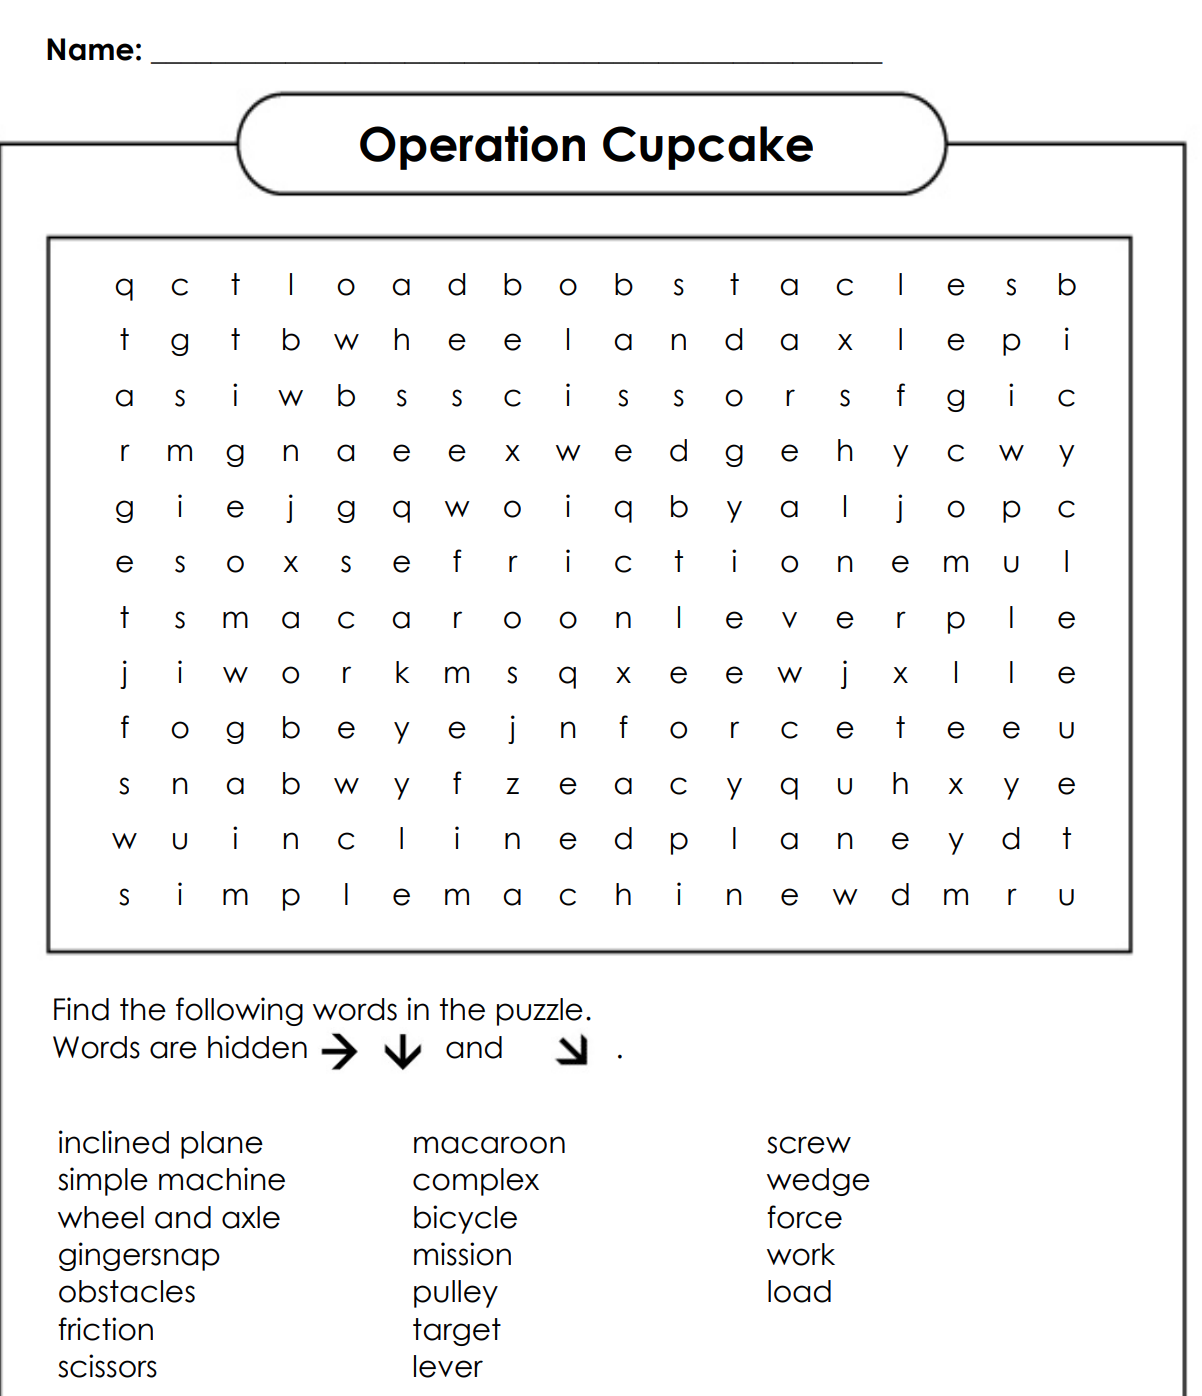 Name: ___________________________________________
Operation Cupcake
q c t l o a d b o b s t a c l e s b
t g t b w h e e l a n d a x l e p i
a s i w b s s c i s s o r s f g i c
r m g n a e e x w e d g e h y c w y
g i e j g q w o i q b y a l j o p c
e s o x s e f r i c t i o n e m u l
t s m a c a r o o n l e v e r p l e
j i w o r k m s q x e e w j x l l e
f o g b e y e j n f o r c e t e e u
s n a b w y f z e a c y q u h x y e
w u i n c l i n e d p l a n e y d t
s i m p l e m a c h i n e w d m r u
Find the following words in the puzzle.
Words are hidden → ↓ and ↘ .
inclined plane macaroon screw
simple machine complex wedge
wheel and axle bicycle force
gingersnap mission work
obstacles pulley load
friction target
scissors lever